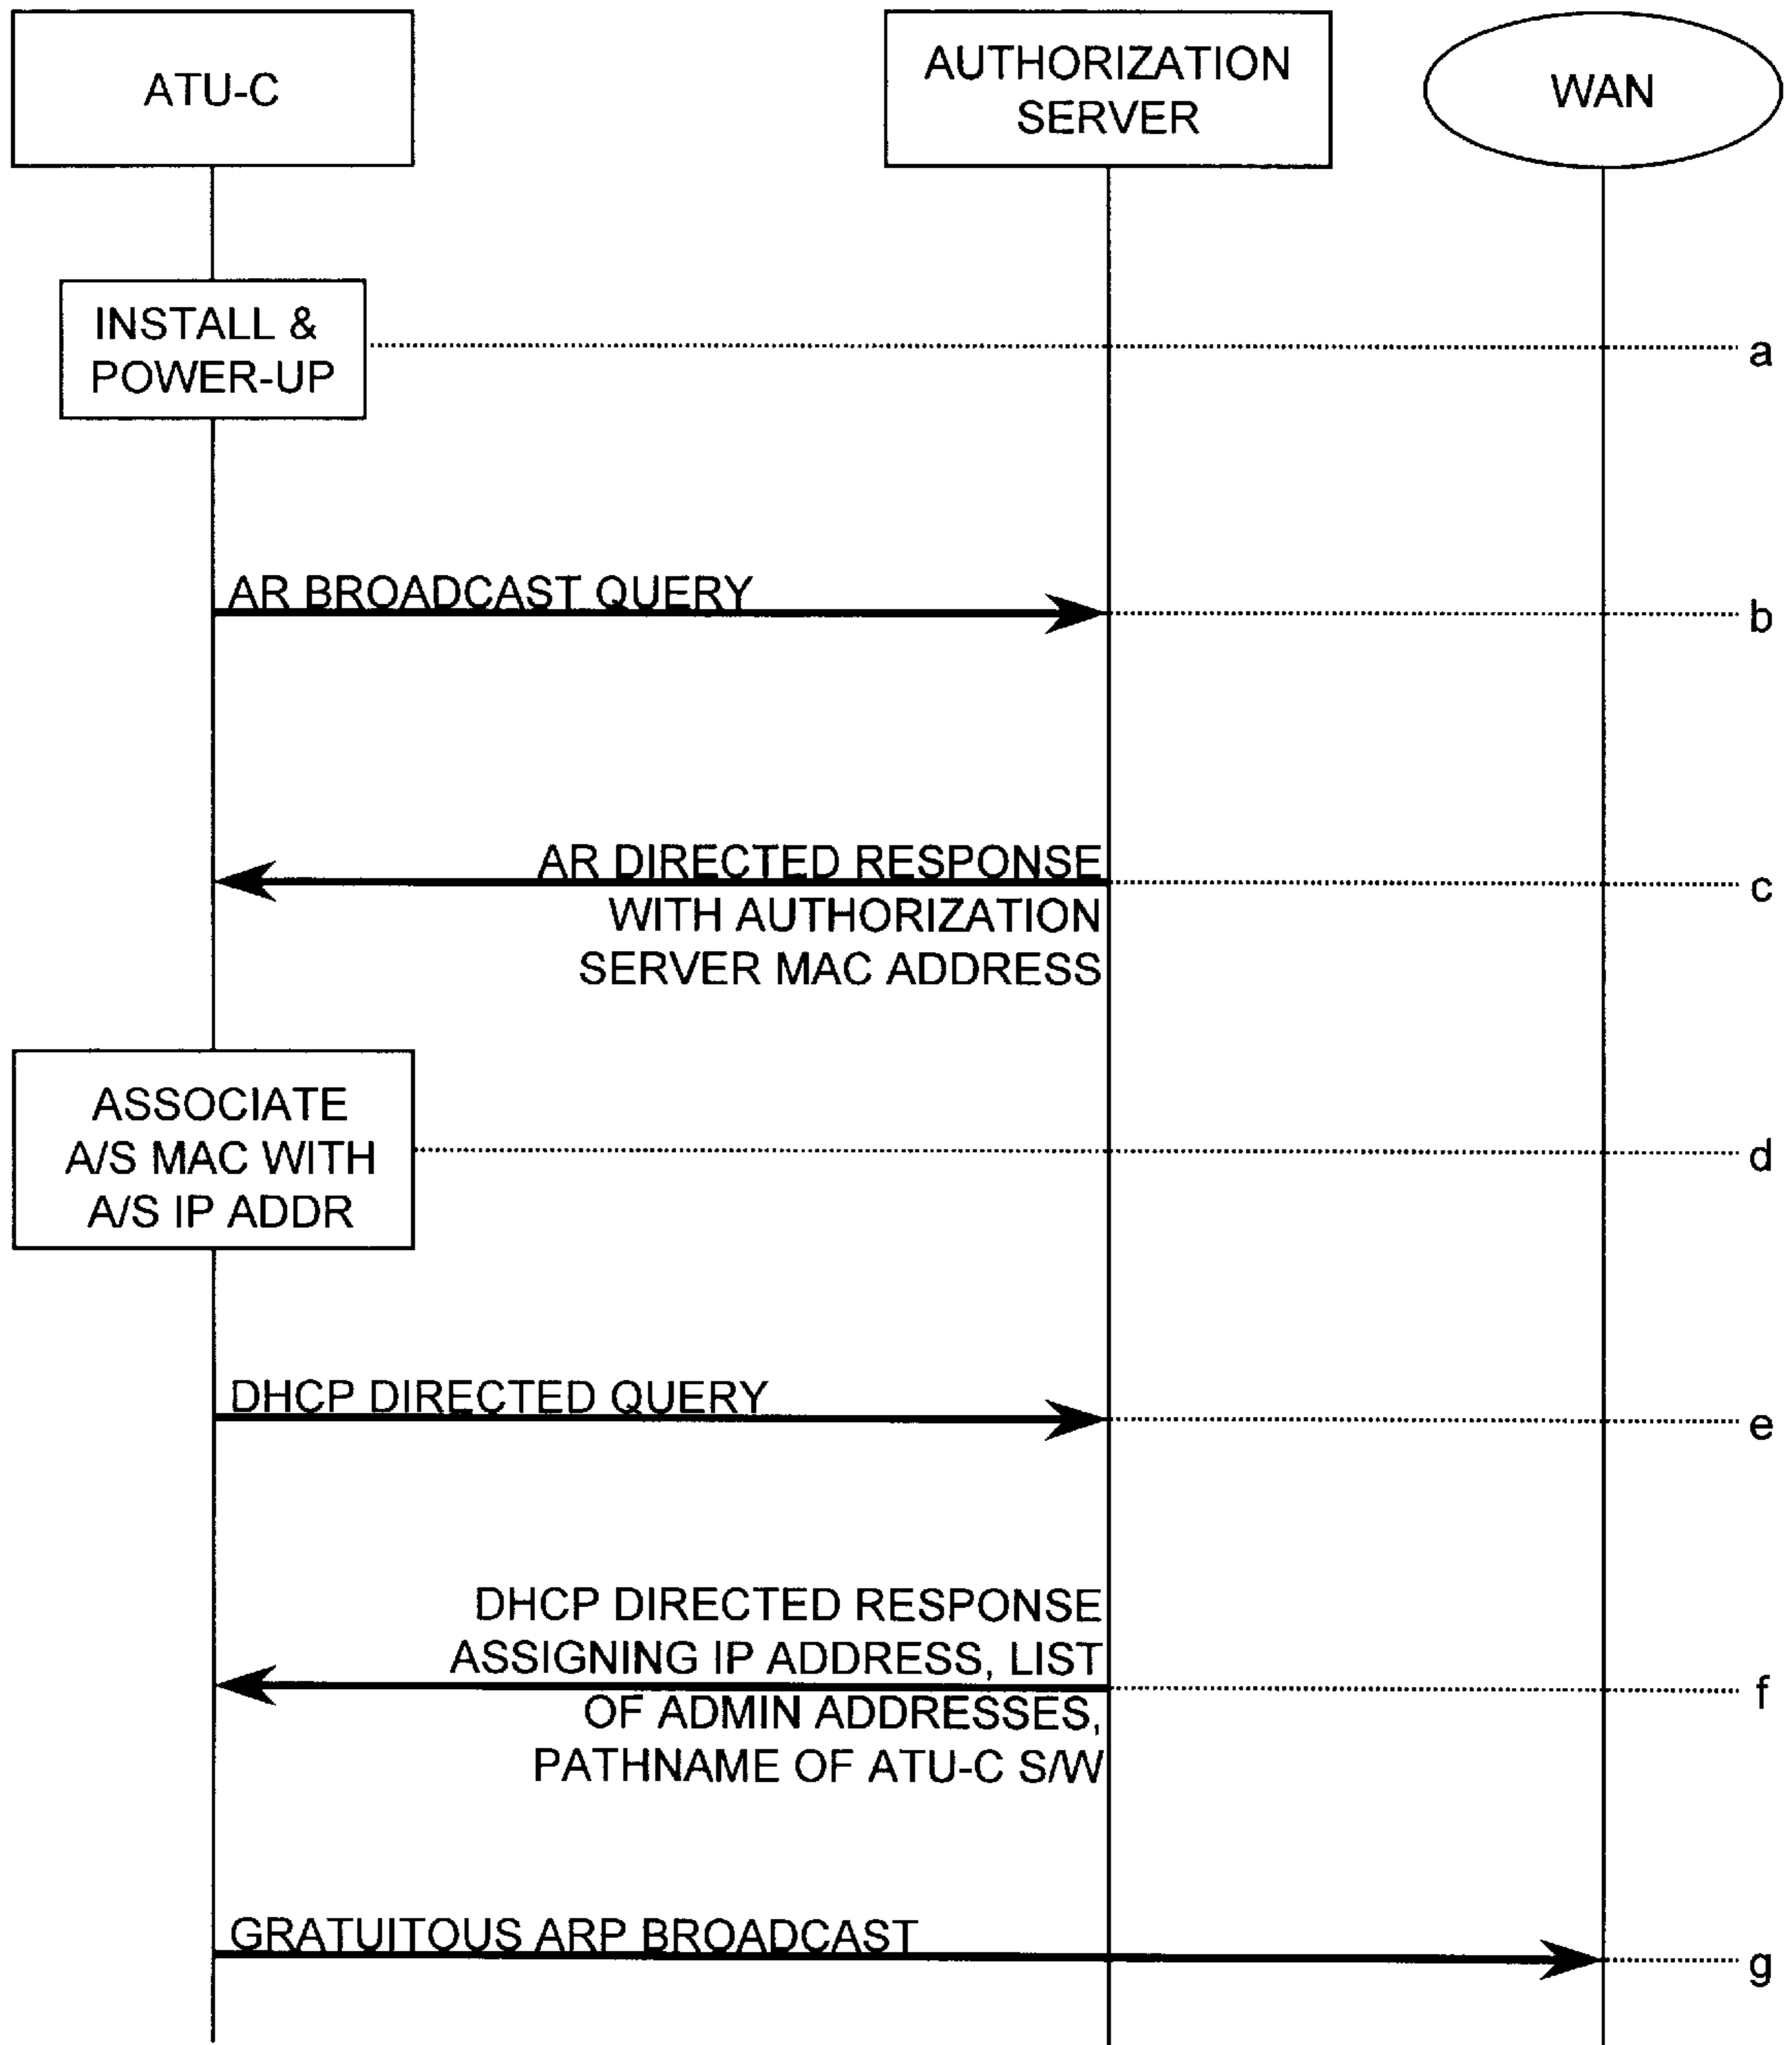 ATU-C
AUTHORIZATION
SERVER
WAN
INSTALL &
POWER-UP
a
AR BROADCAST QUERY
b
AR DIRECTED RESPONSE
WITH AUTHORIZATION
SERVER MAC ADDRESS
c
ASSOCIATE
A/S MAC WITH
A/S IP ADDR
d
DHCP DIRECTED QUERY
e
DHCP DIRECTED RESPONSE
ASSIGNING IP ADDRESS, LIST
OF ADMIN ADDRESSES,
PATHNAME OF ATU-C S/W
f
GRATUITOUS ARP BROADCAST
g